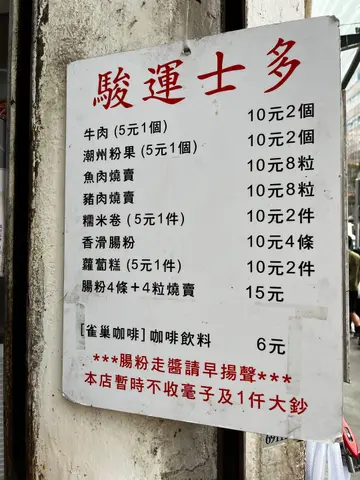 駿運士多
牛肉 (5元1個) 10元2個
潮州粉果 (5元1個) 10元2個
魚肉燒賣 10元8粒
豬肉燒賣 10元8粒
糯米卷 (5元1件) 10元2件
香滑腸粉 10元4條
蘿蔔糕 (5元1件) 10元2件
腸粉4條+4粒燒賣 15元
[雀巢咖啡] 咖啡飲料 6元
***腸粉走醬請早揚聲***
本店暫時不收毫子及1仟大鈔